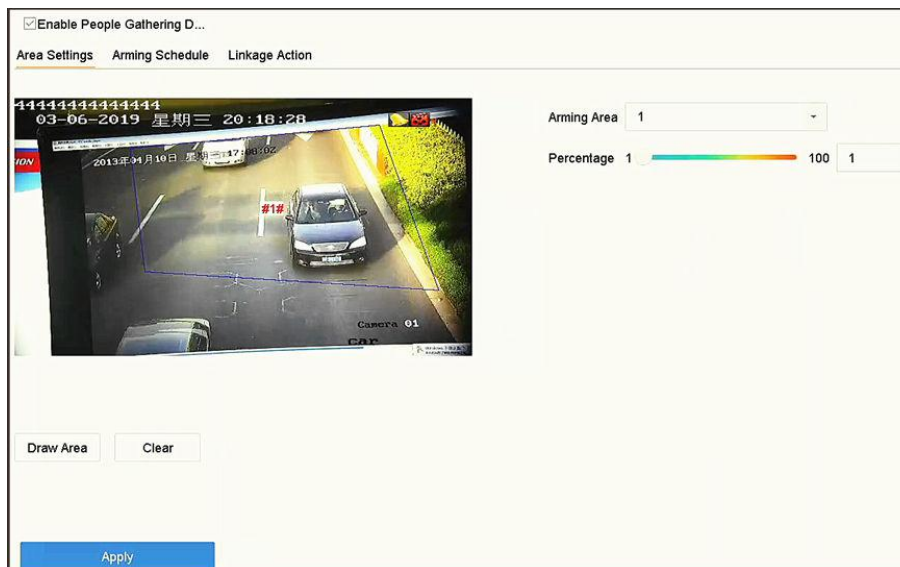 Enable People Gathering D...
Area Settings Arming Schedule Linkage Action
44444444444444
03-06-2019 星期三 20:18:28
ION
2013年04月10日 星期三 17:08:02
#1#
Camera 01
car
Arming Area 1
Percentage 1 100 1
Draw Area Clear
Apply